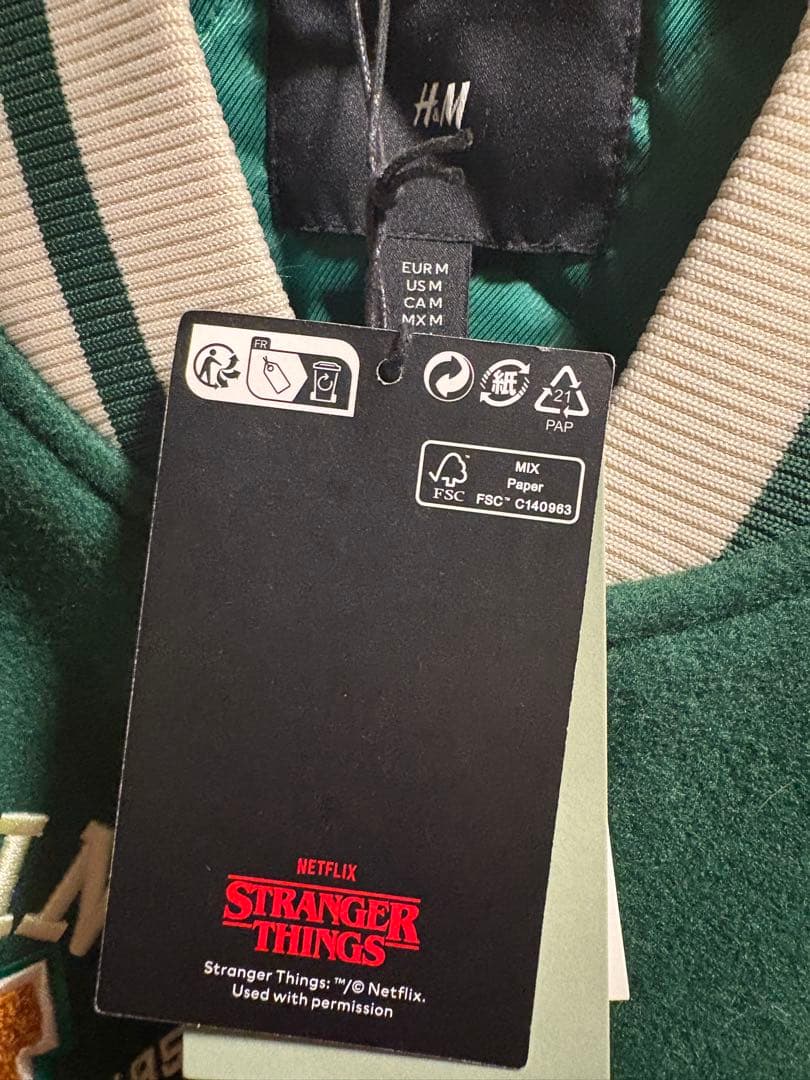 H&M
EUR M
US M
CA M
MX M
FR
紙
21
PAP
FSC™
MIX
Paper
FSC™ C140963
NETFLIX
STRANGER
THINGS
Stranger Things: ™/© Netflix.
Used with permission